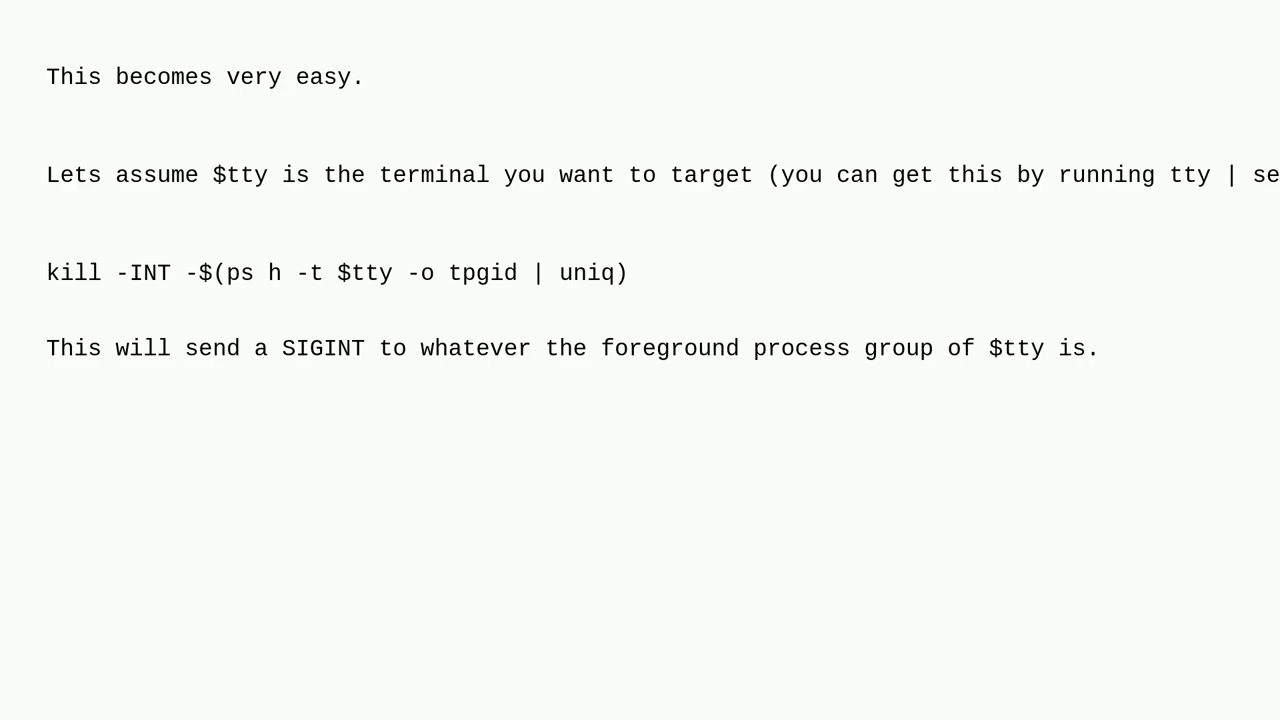 This becomes very easy.
Lets assume $tty is the terminal you want to target (you can get this by running tty | se
kill -INT -$(ps h -t $tty -o tpgid | uniq)
This will send a SIGINT to whatever the foreground process group of $tty is.